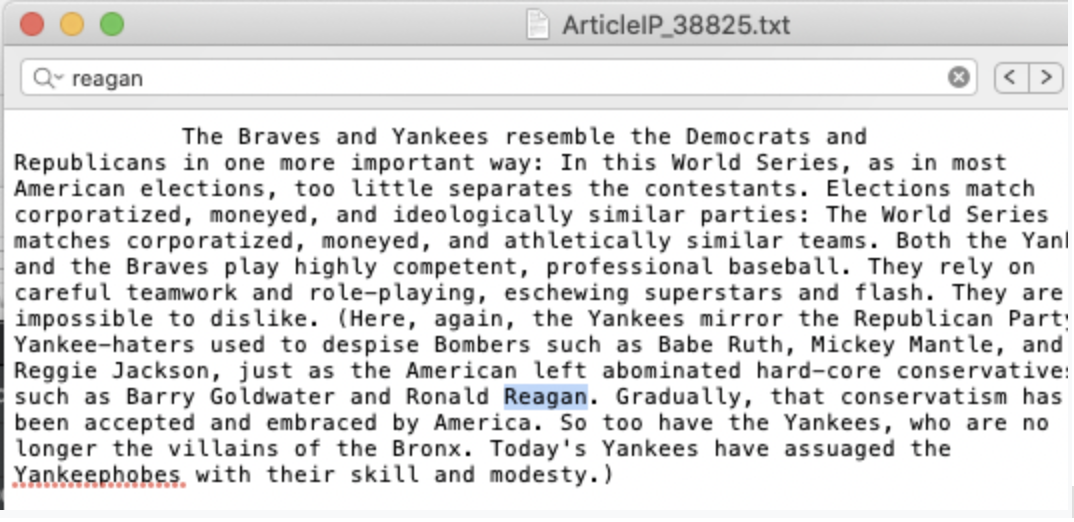 ArticleIP_38825.txt
reagan
The Braves and Yankees resemble the Democrats and
Republicans in one more important way: In this World Series, as in most
American elections, too little separates the contestants. Elections match
corporatized, moneyed, and ideologically similar parties: The World Series
matches corporatized, moneyed, and athletically similar teams. Both the
and the Braves play highly competent, professional baseball. They rely on
careful teamwork and role-playing, eschewing superstars and flash. They are
impossible to dislike. (Here, again, the Yankees mirror the Republican Party
Yankee-haters used to despise Bombers such as Babe Ruth, Mickey Mantle, and
Reggie Jackson, just as the American left abominated hard-core conservatives
such as Barry Goldwater and Ronald Reagan. Gradually, that conservatism has
been accepted and embraced by America. So too have the Yankees, who are no
longer the villains of the Bronx. Today's Yankees have assuaged the
Yankeephobes with their skill and modesty.)